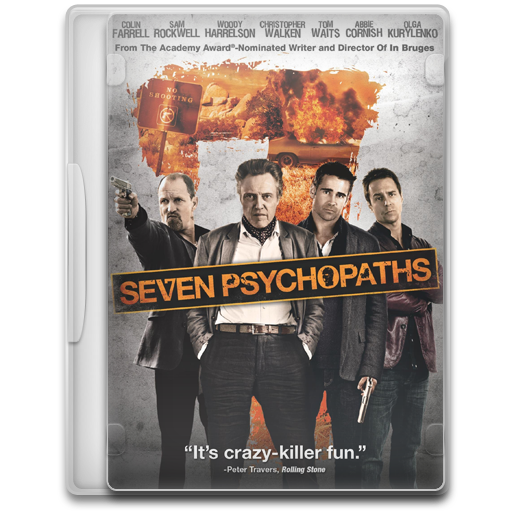 COLIN FARRELL SAM ROCKWELL WOODY HARRELSON CHRISTOPHER WALKEN TOM WAITS ABBIE CORNISH OLGA KURYLENKO
From The Academy Award®-Nominated Writer and Director Of In Bruges
NO
SHOOTING
SEVEN PSYCHOPATHS
“It’s crazy-killer fun.”
-Peter Travers, Rolling Stone